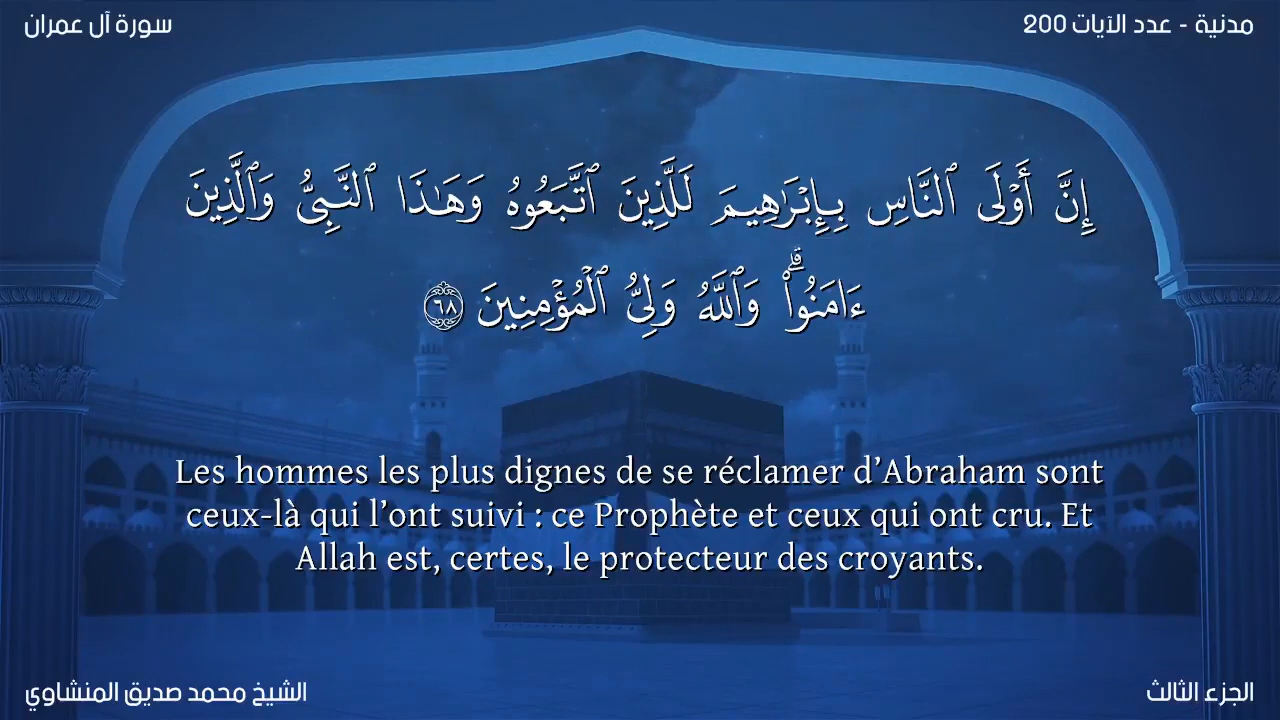 سورة آل عمران
مدنية - عدد الآيات 200
إِنَّ أَوْلَى ٱلنَّاسِ بِإِبْرَٰهِيمَ لَلَّذِينَ ٱتَّبَعُوهُ وَهَـٰذَا ٱلنَّبِىُّ وَٱلَّذِينَ
ءَامَنُوا۟ ۗ وَٱللَّهُ وَلِىُّ ٱلْمُؤْمِنِينَ ٦٨
Les hommes les plus dignes de se réclamer d’Abraham sont
ceux-là qui l’ont suivi : ce Prophète et ceux qui ont cru. Et
Allah est, certes, le protecteur des croyants.
الشيخ محمد صديق المنشاوي
الجزء الثالث